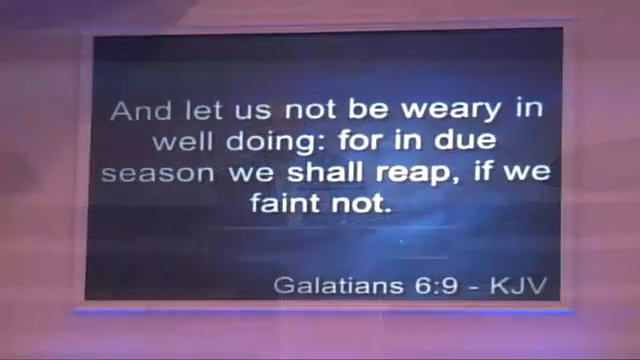 And let us not be weary in
well doing: for in due
season we shall reap, if we
faint not.
Galatians 6:9 - KJV